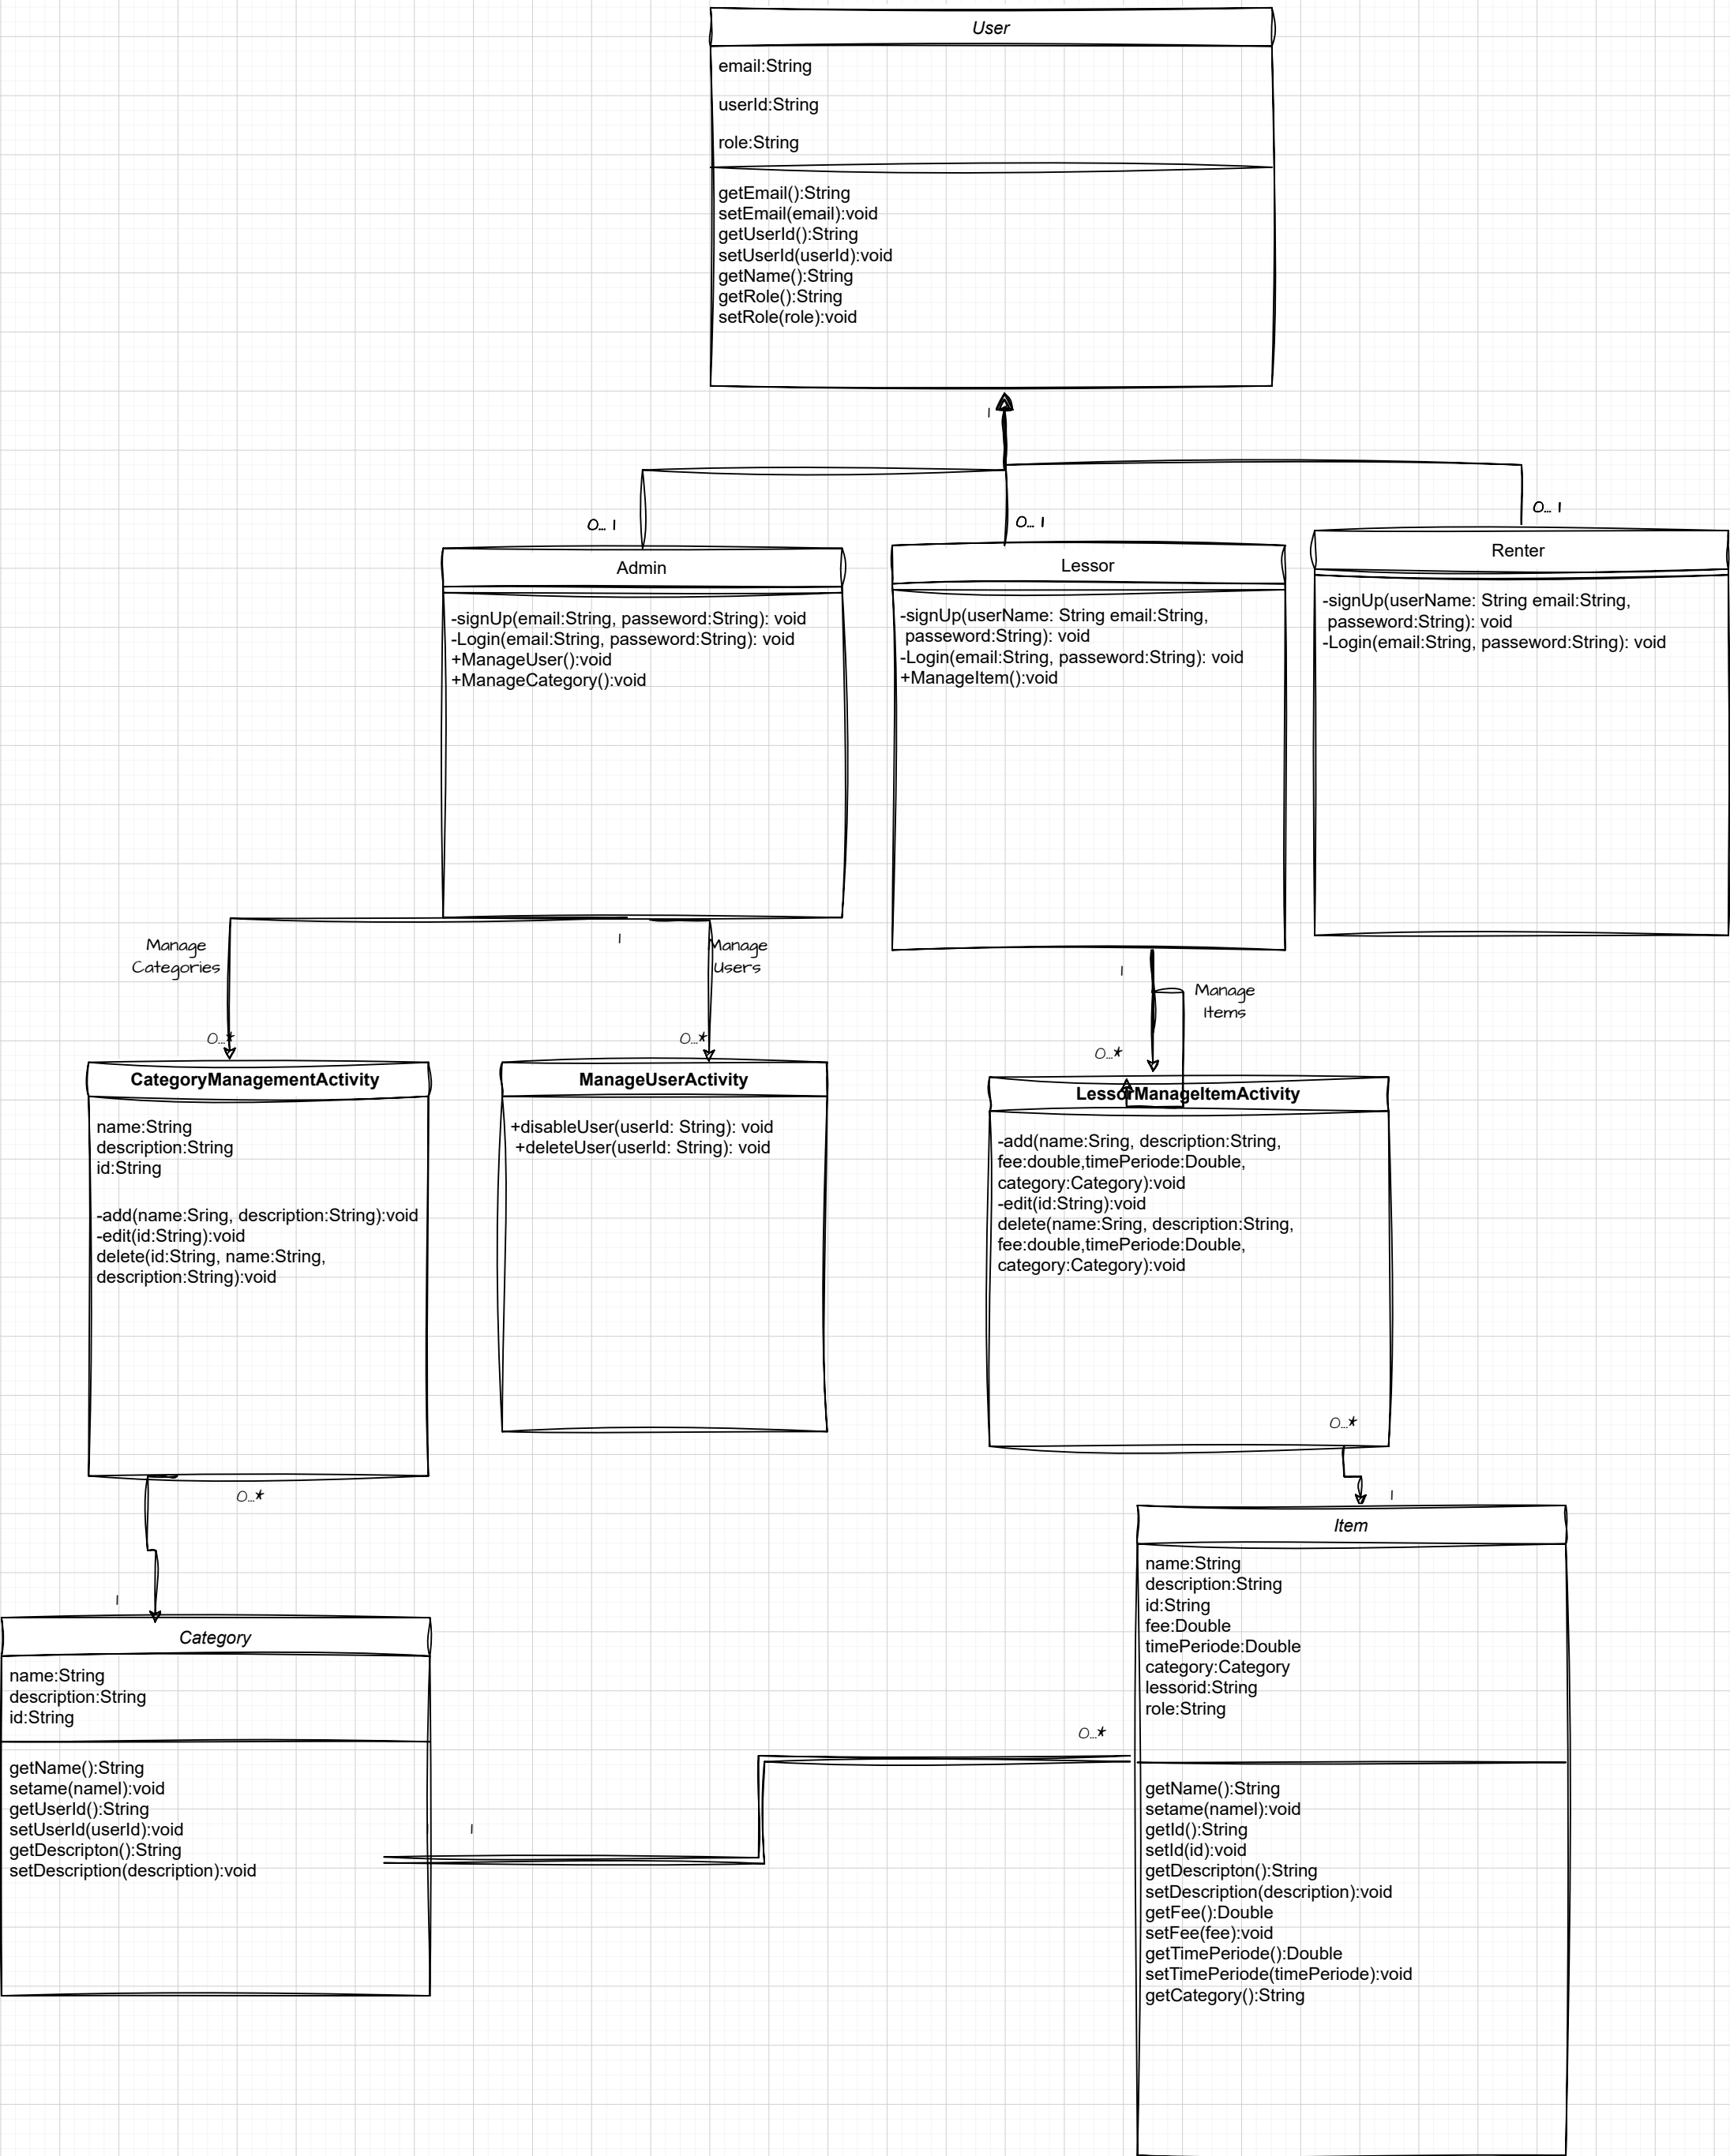 User
email:String
userId:String
role:String
getEmail():String
setEmail(email):void
getUserId():String
setUserId(userId):void
getName():String
getRole():String
setRole(role):void
1
0... 1
0... 1
0... 1
Admin
-signUp(email:String, passeword:String): void
-Login(email:String, passeword:String): void
+ManageUser():void
+ManageCategory():void
Lessor
-signUp(userName: String email:String,
passeword:String): void
-Login(email:String, passeword:String): void
+ManageItem():void
Renter
-signUp(userName: String email:String,
passeword:String): void
-Login(email:String, passeword:String): void
Manage
Categories
1
Manage
Users
1
Manage
Items
0...*
0...*
0...*
CategoryManagementActivity
name:String
description:String
id:String
-add(name:Sring, description:String):void
-edit(id:String):void
delete(id:String, name:String,
description:String):void
ManageUserActivity
+disableUser(userId: String): void
+deleteUser(userId: String): void
LessorManageItemActivity
-add(name:Sring, description:String,
fee:double,timePeriode:Double,
category:Category):void
-edit(id:String):void
delete(name:Sring, description:String,
fee:double,timePeriode:Double,
category:Category):void
0...*
0...*
1
1
Category
name:String
description:String
id:String
getName():String
setame(namel):void
getUserId():String
setUserId(userId):void
getDescripton():String
setDescription(description):void
1
0...*
Item
name:String
description:String
id:String
fee:Double
timePeriode:Double
category:Category
lessorid:String
role:String
getName():String
setame(namel):void
getId():String
setId(id):void
getDescripton():String
setDescription(description):void
getFee():Double
setFee(fee):void
getTimePeriode():Double
setTimePeriode(timePeriode):void
getCategory():String